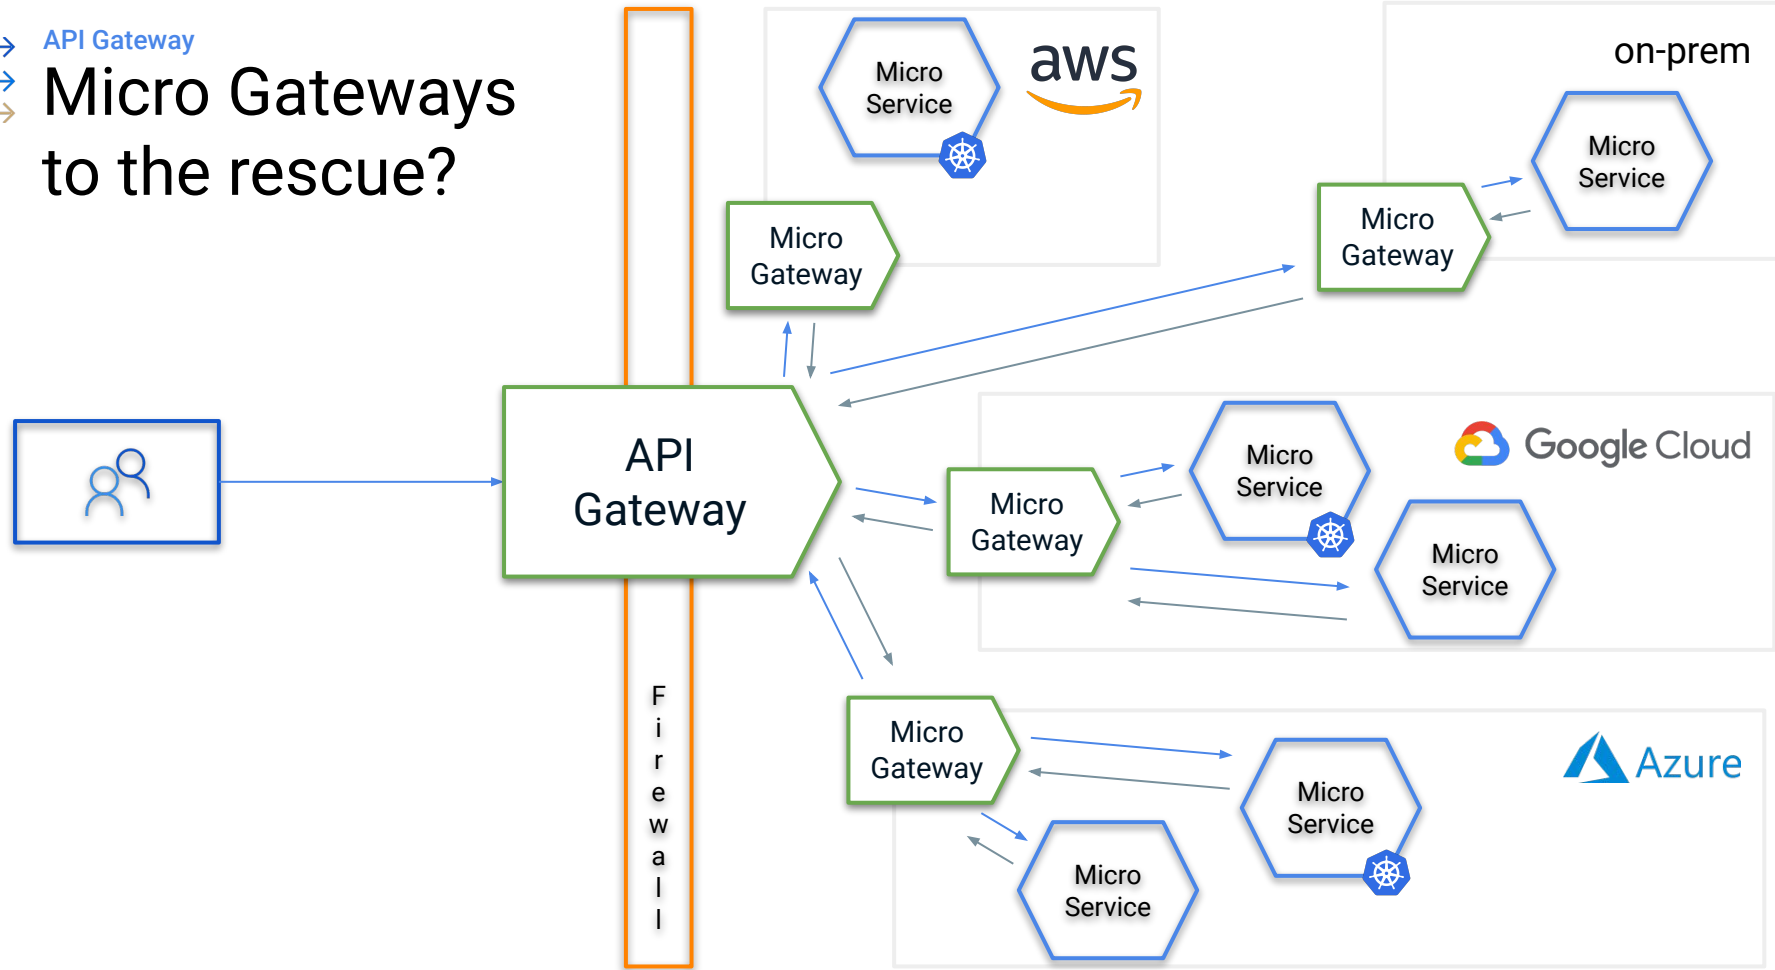 API Gateway
Micro Gateways
to the rescue?
Micro
Service
aws
on-prem
Micro
Service
Micro
Gateway
Micro
Gateway
API
Gateway
Micro
Service
Google Cloud
Micro
Gateway
Micro
Service
Firewall
Micro
Gateway
Azure
Micro
Service
Micro
Service